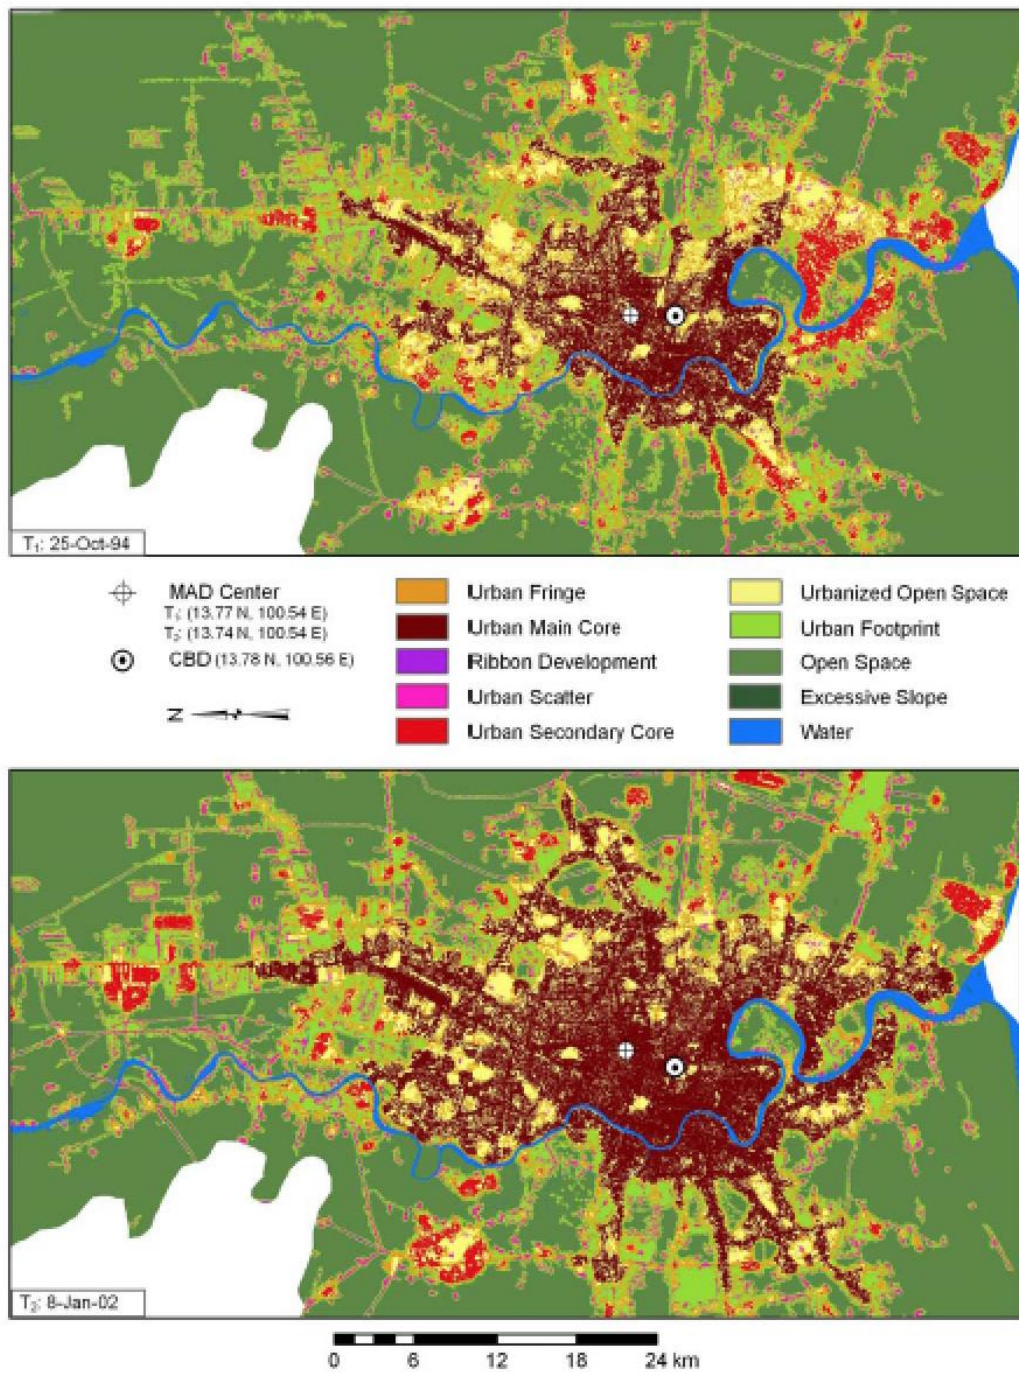 T₁: 25-Oct-94
MAD Center
T₁: (13.77 N, 100.54 E)
T₂: (13.74 N, 100.54 E)
CBD (13.78 N, 100.56 E)
N
Urban Fringe
Urban Main Core
Ribbon Development
Urban Scatter
Urban Secondary Core
Urbanized Open Space
Urban Footprint
Open Space
Excessive Slope
Water
T₂: 8-Jan-02
0 6 12 18 24 km